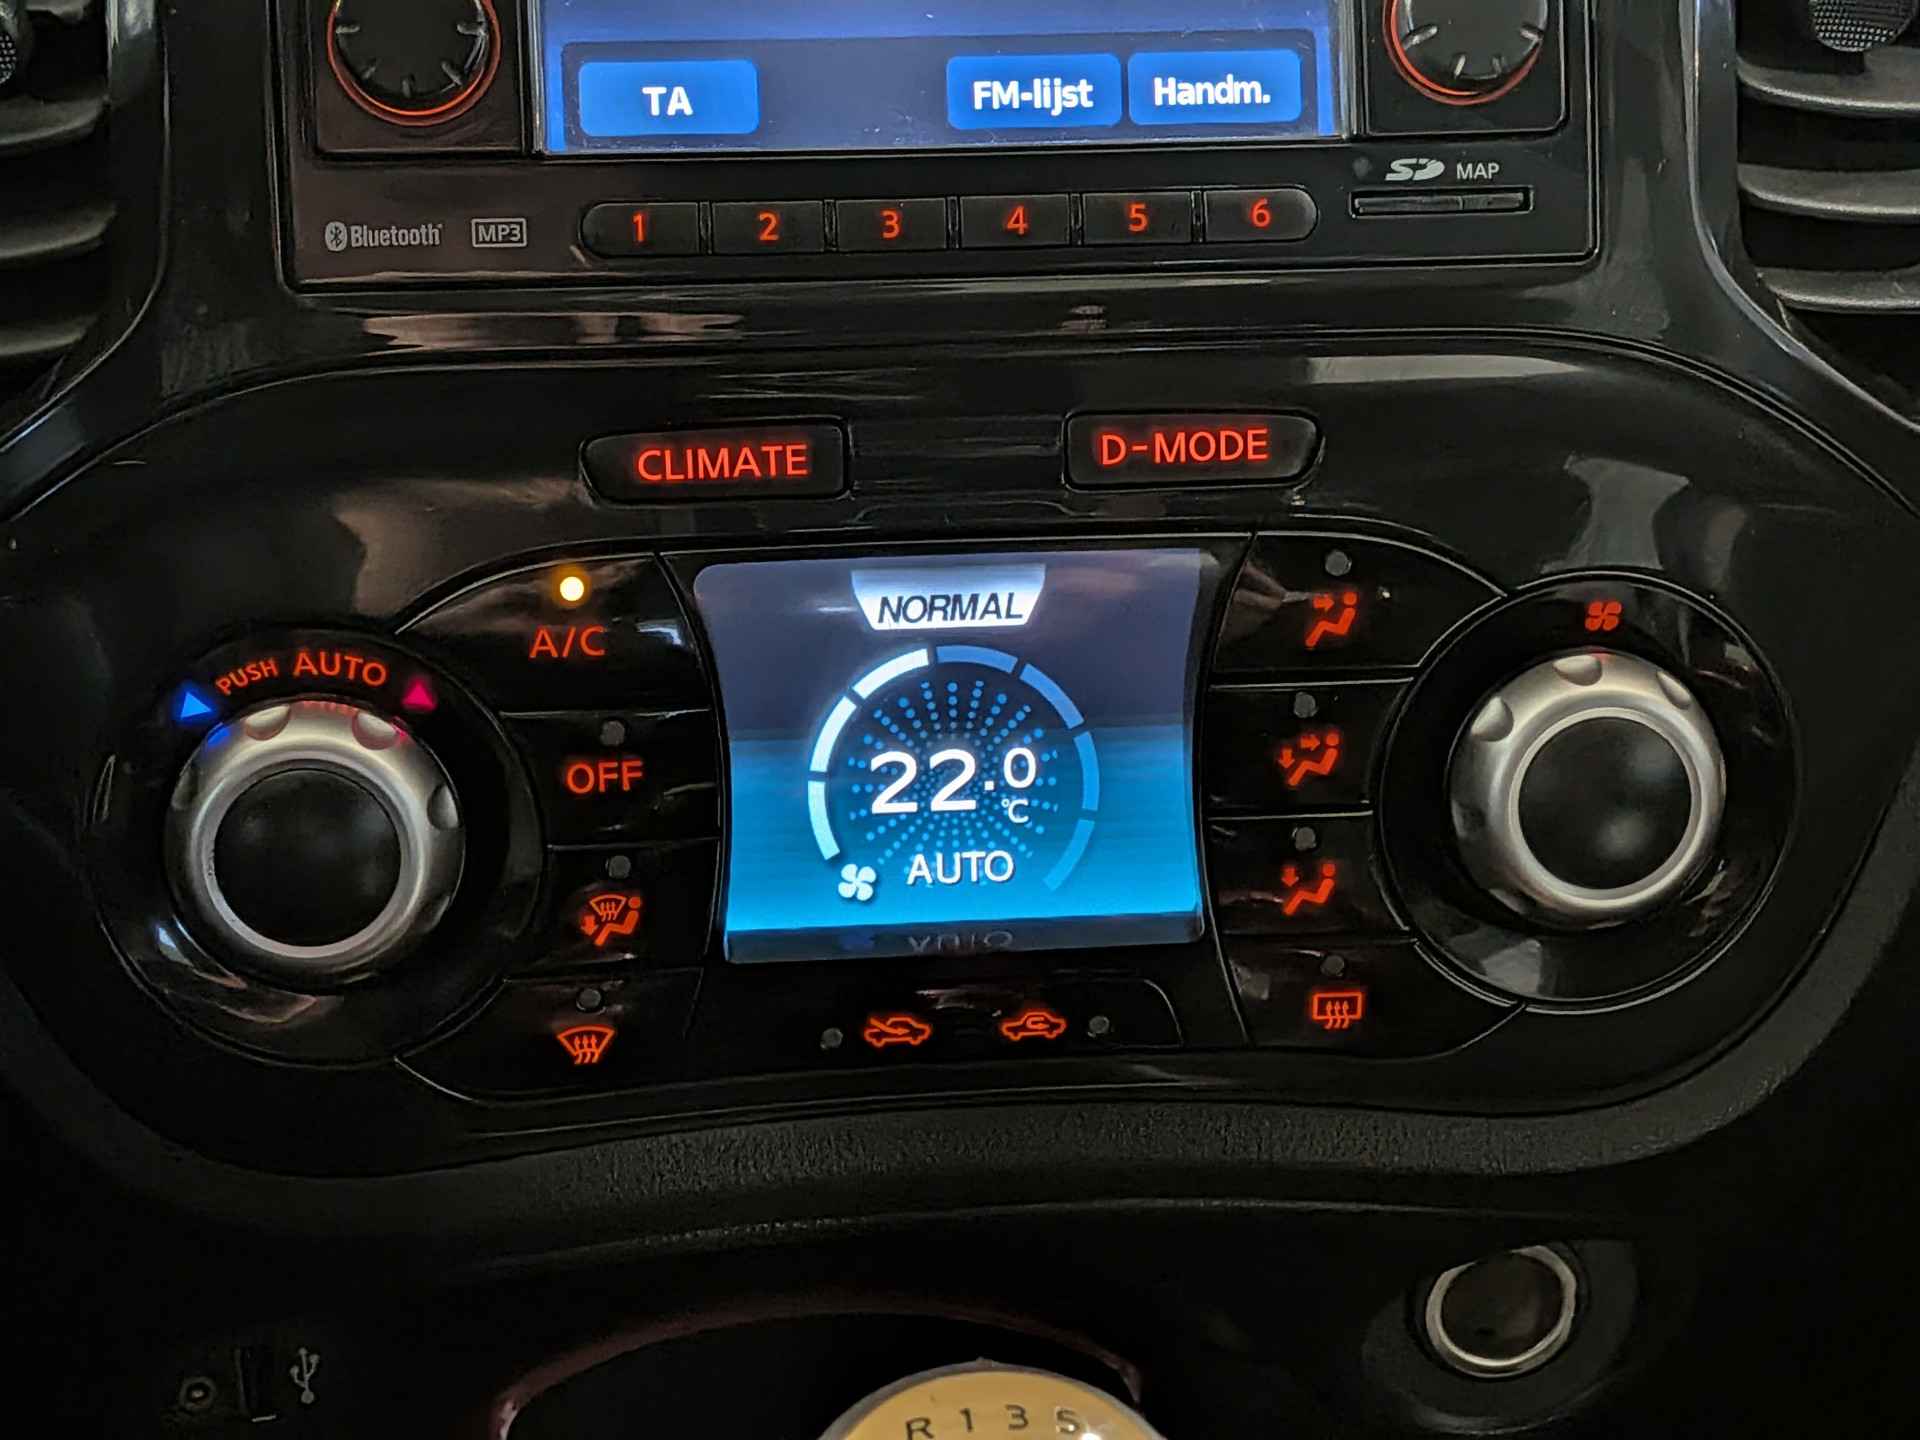 TA FM-lijst Handm.
SD MAP
Bluetooth MP3 1 2 3 4 5 6
CLIMATE D-MODE
NORMAL
A/C
PUSH AUTO
OFF
22.0
°C
AUTO
R 1 3 5